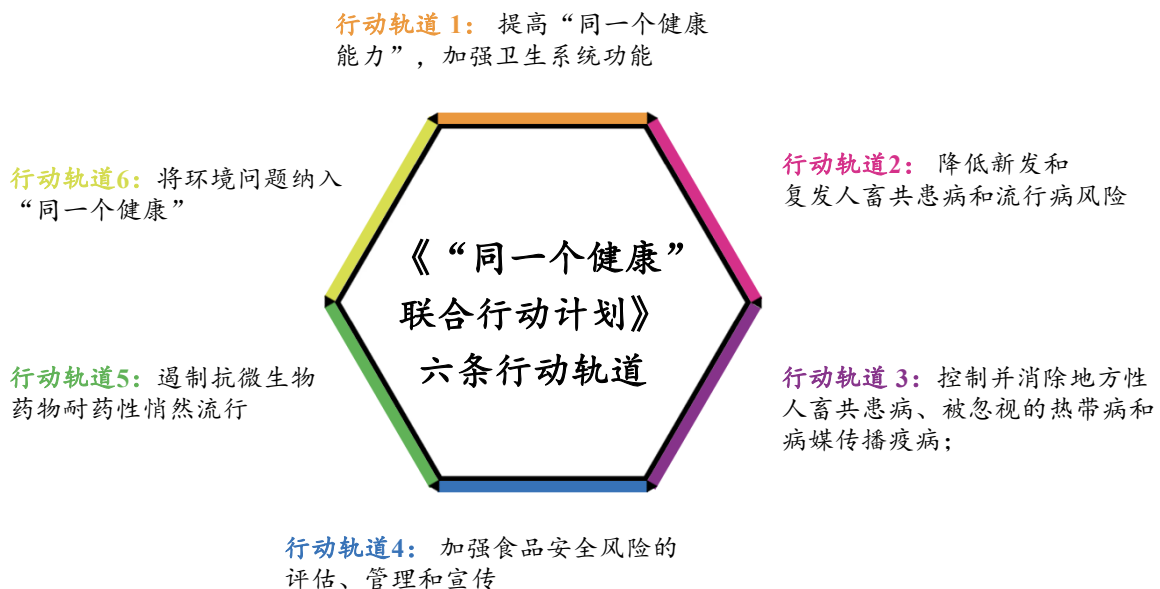 行动轨道 1： 提高“同一个健康
能力”，加强卫生系统功能
行动轨道2： 降低新发和
复发人畜共患病和流行病风险
行动轨道 3：控制并消除地方性
人畜共患病、被忽视的热带病和
病媒传播疫病；
行动轨道4： 加强食品安全风险的
评估、管理和宣传
行动轨道5：遏制抗微生物
药物耐药性悄然流行
行动轨道6：将环境问题纳入
“同一个健康”
《“同一个健康”
联合行动计划》
六条行动轨道